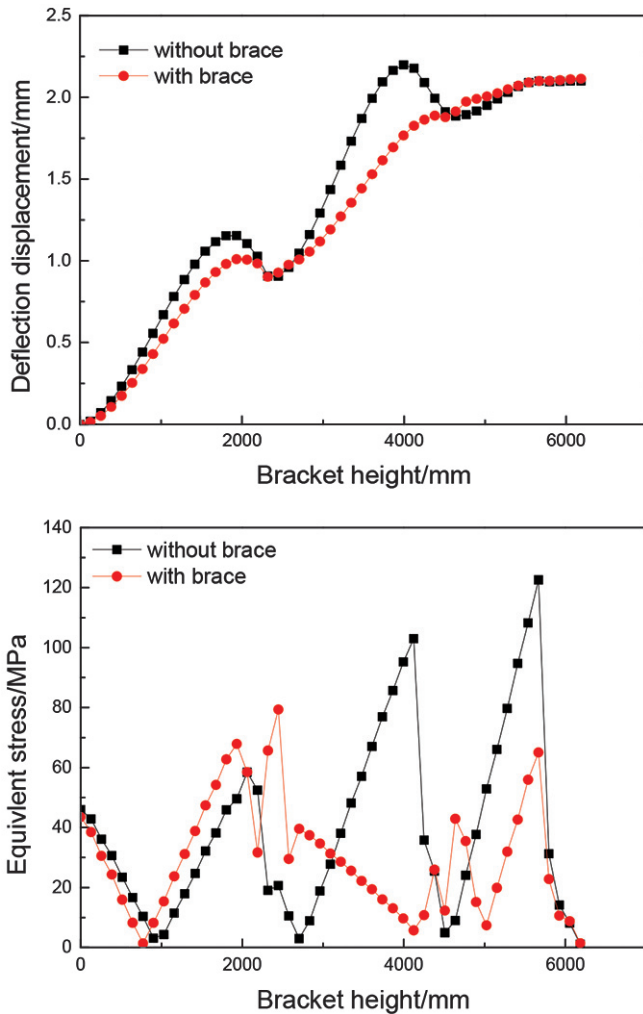 2.5
2.0
1.5
1.0
0.5
0.0
without brace
with brace
Deflection displacement/mm
0 2000 4000 6000
Bracket height/mm
140
120
100
80
60
40
20
0
without brace
with brace
Equivlent stress/MPa
0 2000 4000 6000
Bracket height/mm